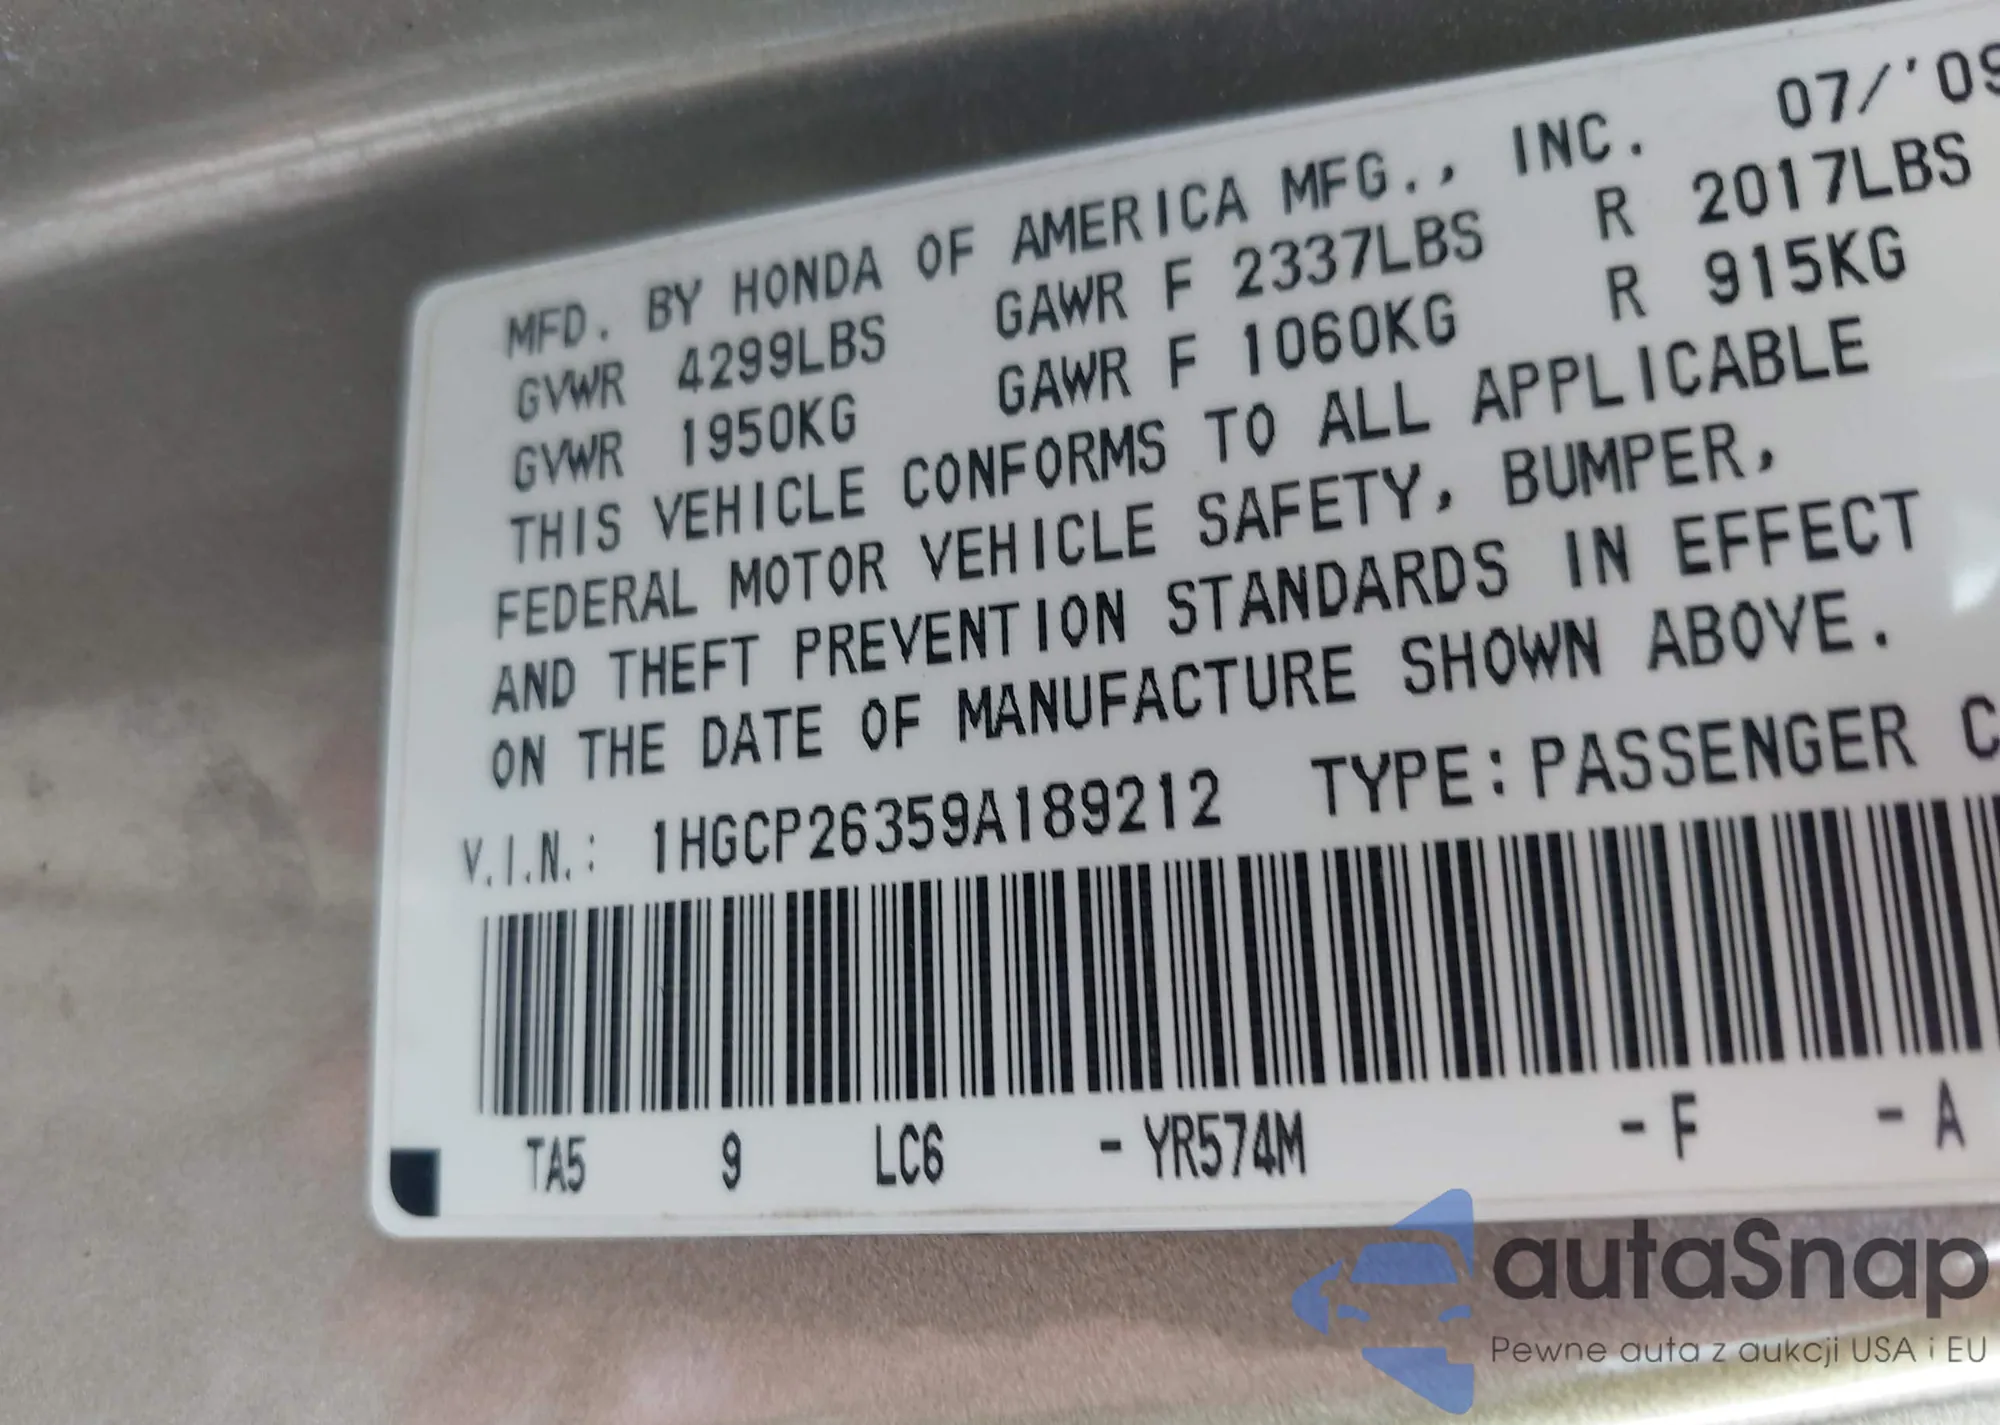 MFD. BY HONDA OF AMERICA MFG., INC. 07/'09
GVWR 4299LBS GAWR F 2337LBS R 2017LBS
GVWR 1950KG GAWR F 1060KG R 915KG
THIS VEHICLE CONFORMS TO ALL APPLICABLE
FEDERAL MOTOR VEHICLE SAFETY, BUMPER,
AND THEFT PREVENTION STANDARDS IN EFFECT
ON THE DATE OF MANUFACTURE SHOWN ABOVE.
V.I.N.: 1HGCP26359A189212 TYPE:PASSENGER C
TA5 9 LC6 -YR574M -F -A
autaSnap
Pewne auta z aukcji USA i EU